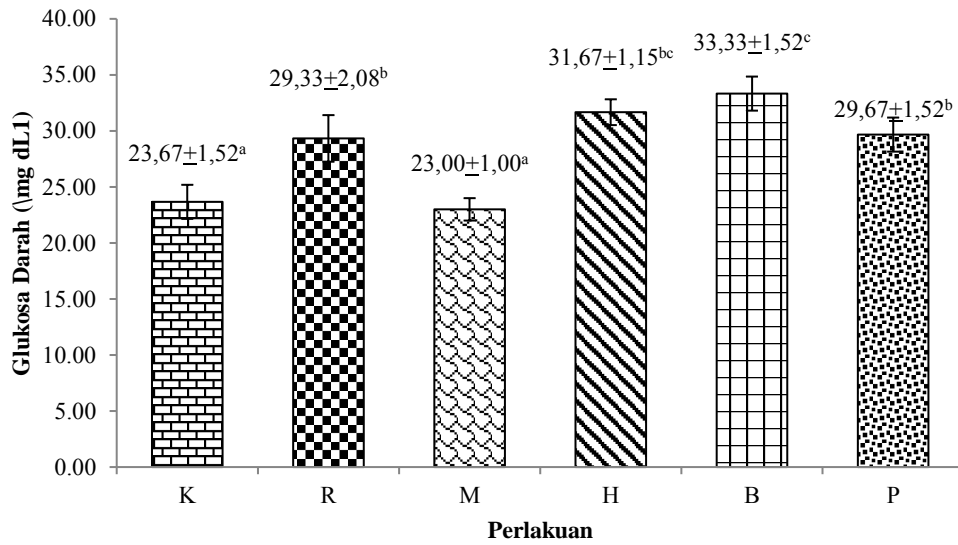 Glukosa Darah (\mg dL1)
40.00
35.00
30.00
25.00
20.00
15.00
10.00
5.00
0.00
23,67±1,52ᵃ
29,33±2,08ᵇ
23,00±1,00ᵃ
31,67±1,15ᵇᶜ
33,33±1,52ᶜ
29,67±1,52ᵇ
K R M H B P
Perlakuan